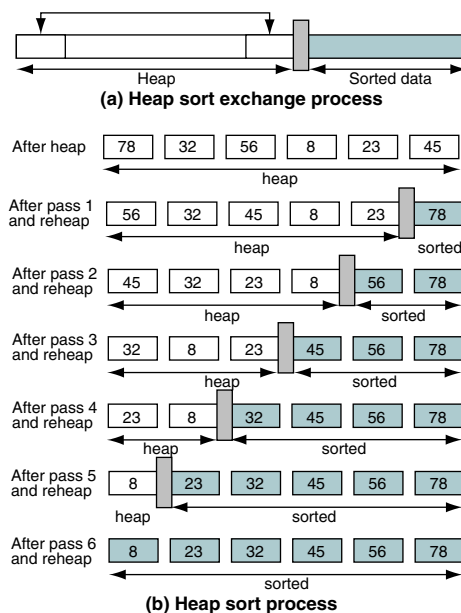 Heap Sorted data
(a) Heap sort exchange process
After heap 78 32 56 8 23 45
heap
After pass 1
and reheap 56 32 45 8 23 78
heap sorted
After pass 2
and reheap 45 32 23 8 56 78
heap sorted
After pass 3
and reheap 32 8 23 45 56 78
heap sorted
After pass 4
and reheap 23 8 32 45 56 78
heap sorted
After pass 5
and reheap 8 23 32 45 56 78
heap sorted
After pass 6
and reheap 8 23 32 45 56 78
sorted
(b) Heap sort process